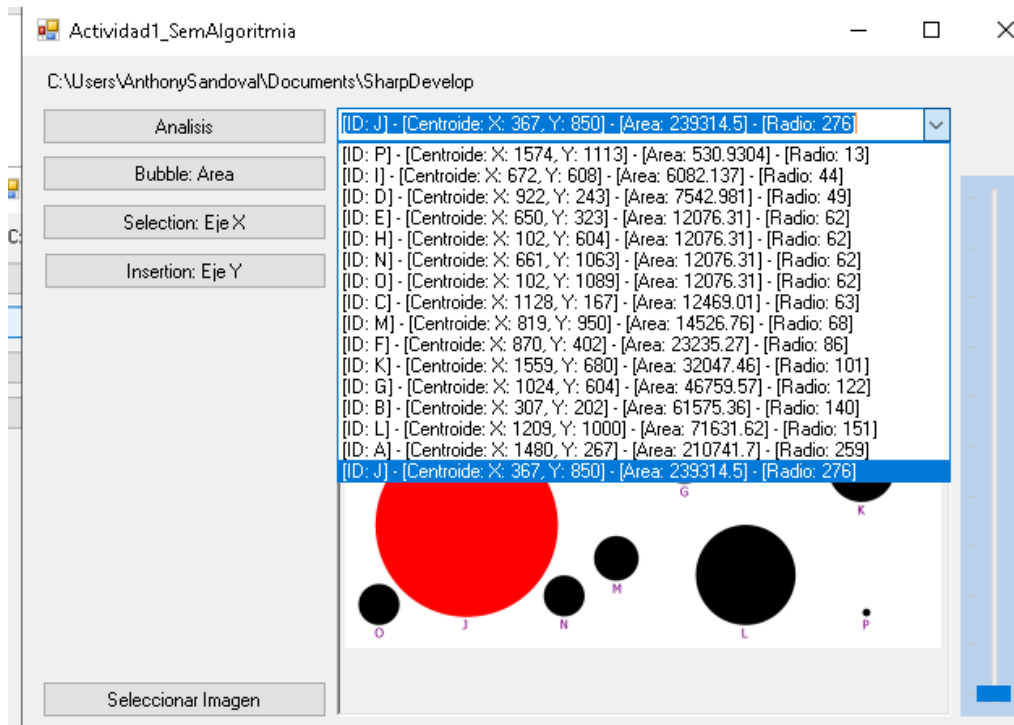 Actividad1_SemAlgoritmia
C:\Users\AnthonySandoval\Documents\SharpDevelop
Analisis
[ID: J] - [Centroide: X: 367, Y: 850] - [Area: 239314.5] - [Radio: 276]
Bubble: Area
Selection: Eje X
Insertion: Eje Y
[ID: P] - [Centroide: X: 1574, Y: 1113] - [Area: 530.9304] - [Radio: 13]
[ID: I] - [Centroide: X: 672, Y: 608] - [Area: 6082.137] - [Radio: 44]
[ID: D] - [Centroide: X: 922, Y: 243] - [Area: 7542.981] - [Radio: 49]
[ID: E] - [Centroide: X: 650, Y: 323] - [Area: 12076.31] - [Radio: 62]
[ID: H] - [Centroide: X: 102, Y: 604] - [Area: 12076.31] - [Radio: 62]
[ID: N] - [Centroide: X: 661, Y: 1063] - [Area: 12076.31] - [Radio: 62]
[ID: O] - [Centroide: X: 102, Y: 1089] - [Area: 12076.31] - [Radio: 62]
[ID: C] - [Centroide: X: 1128, Y: 167] - [Area: 12469.01] - [Radio: 63]
[ID: M] - [Centroide: X: 819, Y: 950] - [Area: 14526.76] - [Radio: 68]
[ID: F] - [Centroide: X: 870, Y: 402] - [Area: 23235.27] - [Radio: 86]
[ID: K] - [Centroide: X: 1559, Y: 680] - [Area: 32047.46] - [Radio: 101]
[ID: G] - [Centroide: X: 1024, Y: 604] - [Area: 46759.57] - [Radio: 122]
[ID: B] - [Centroide: X: 307, Y: 202] - [Area: 61575.36] - [Radio: 140]
[ID: L] - [Centroide: X: 1209, Y: 1000] - [Area: 71631.62] - [Radio: 151]
[ID: A] - [Centroide: X: 1480, Y: 267] - [Area: 210741.7] - [Radio: 259]
[ID: J] - [Centroide: X: 367, Y: 850] - [Area: 239314.5] - [Radio: 276]
G
K
M
O
J
N
L
P
C:
Seleccionar Imagen